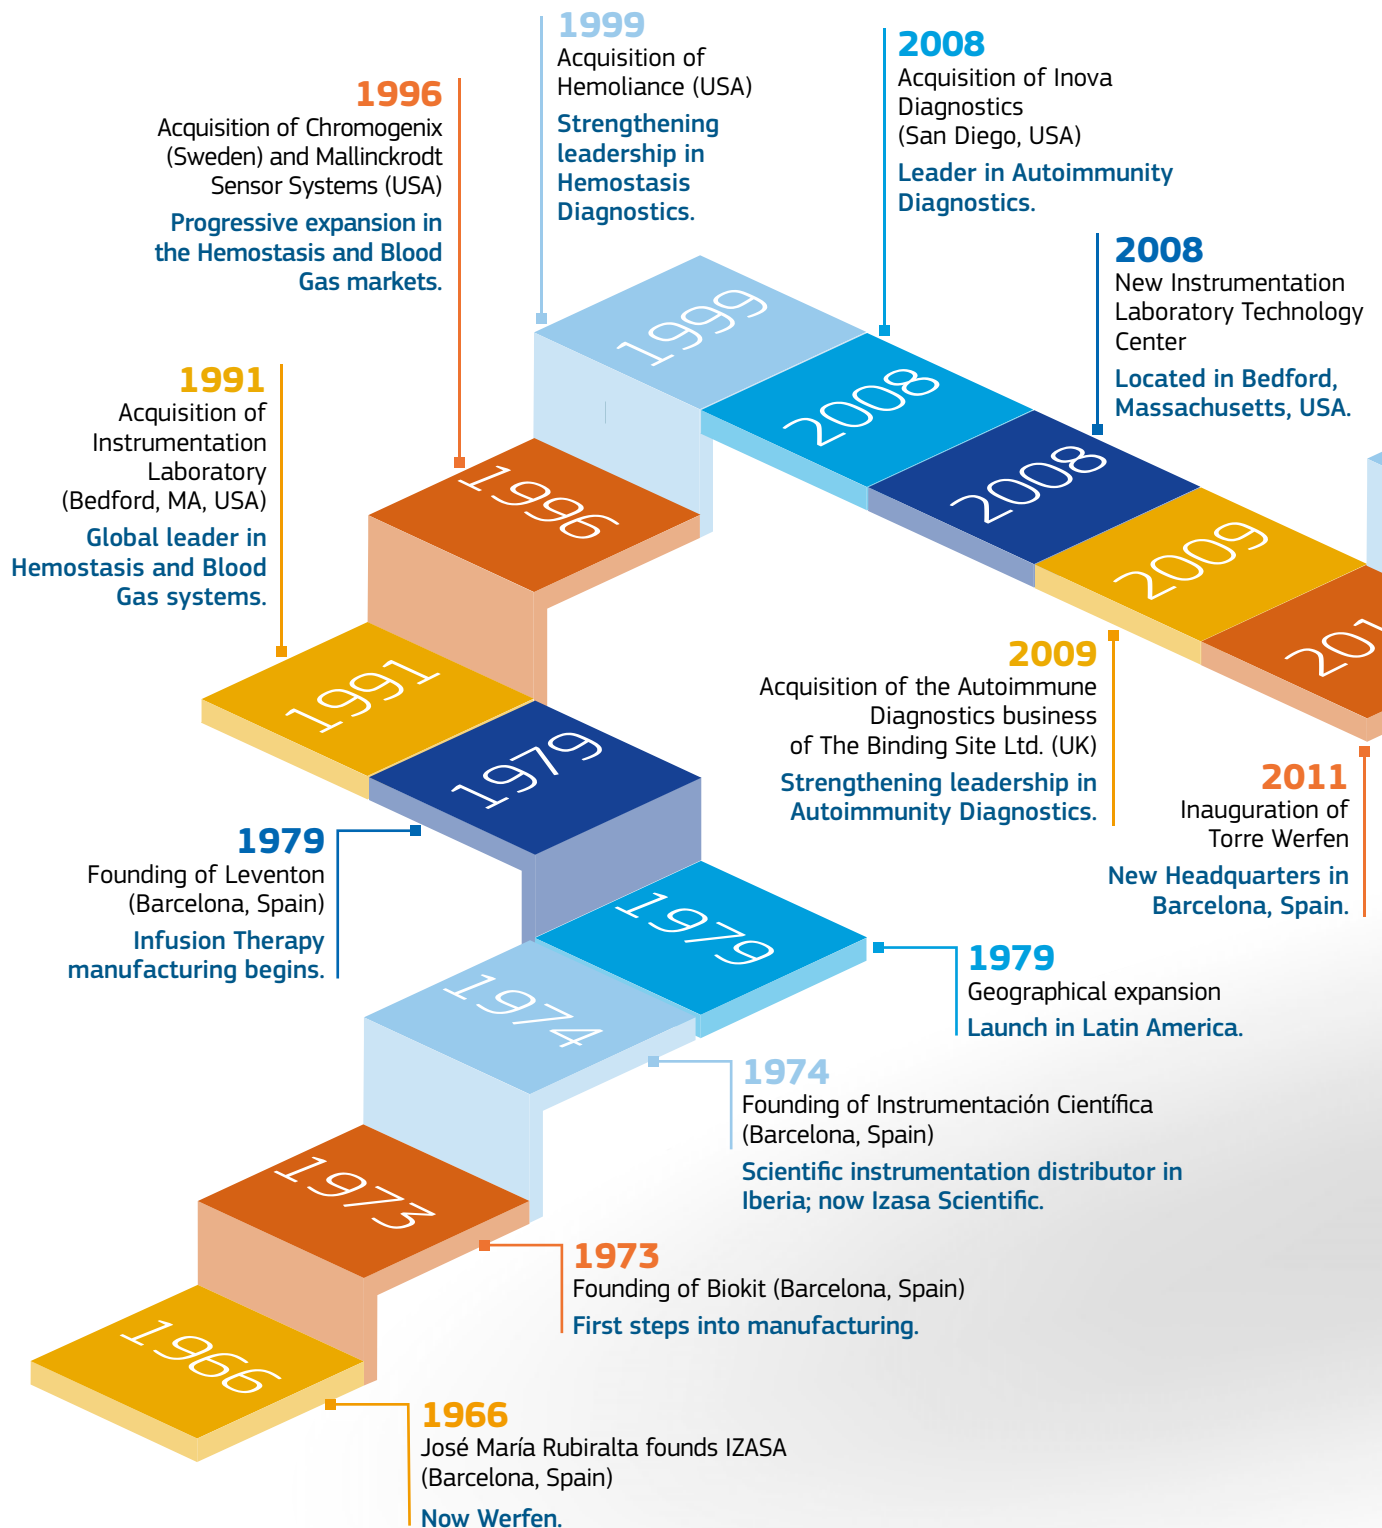 1999
Acquisition of
Hemoliance (USA)
Strengthening
leadership in
Hemostasis
Diagnostics.
2008
Acquisition of Inova
Diagnostics
(San Diego, USA)
Leader in Autoimmunity
Diagnostics.
1996
Acquisition of Chromogenix
(Sweden) and Mallinckrodt
Sensor Systems (USA)
Progressive expansion in
the Hemostasis and Blood
Gas markets.
2008
New Instrumentation
Laboratory Technology
Center
Located in Bedford,
Massachusetts, USA.
1999
2008
2008
2009
201
1991
Acquisition of
Instrumentation
Laboratory
(Bedford, MA, USA)
Global leader in
Hemostasis and Blood
Gas systems.
1996
1991
1979
2009
Acquisition of the Autoimmune
Diagnostics business
of The Binding Site Ltd. (UK)
Strengthening leadership in
Autoimmunity Diagnostics.
2011
Inauguration of
Torre Werfen
New Headquarters in
Barcelona, Spain.
1979
Founding of Leventon
(Barcelona, Spain)
Infusion Therapy
manufacturing begins.
1979
1979
Geographical expansion
Launch in Latin America.
1974
1974
Founding of Instrumentación Científica
(Barcelona, Spain)
Scientific instrumentation distributor in
Iberia; now Izasa Scientific.
1973
1973
Founding of Biokit (Barcelona, Spain)
First steps into manufacturing.
1966
1966
José María Rubiralta founds IZASA
(Barcelona, Spain)
Now Werfen.